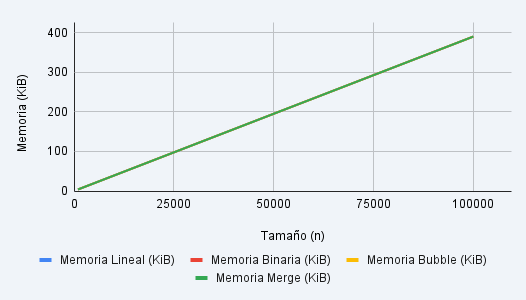 400
300
200
100
0
Memoria (KiB)
0 25000 50000 75000 100000
Tamaño (n)
Memoria Lineal (KiB) Memoria Binaria (KiB) Memoria Bubble (KiB)
Memoria Merge (KiB)